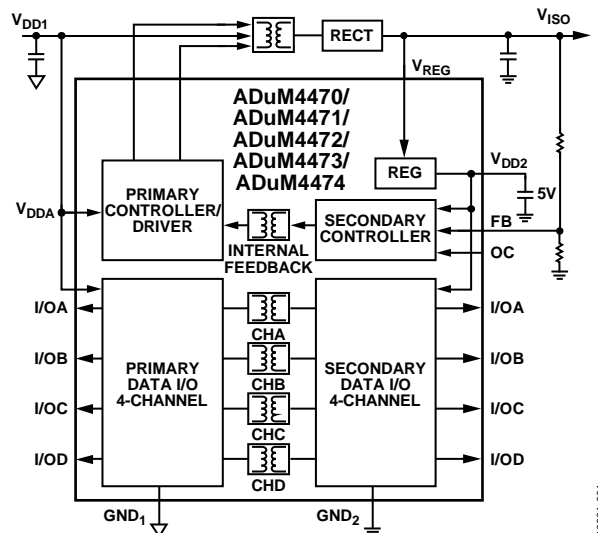 VDD1
RECT
VISO
VREG
ADuM4470/
ADuM4471/
ADuM4472/
ADuM4473/
ADuM4474
REG
VDD2
5V
PRIMARY
CONTROLLER/
DRIVER
VDDA
INTERNAL
FEEDBACK
SECONDARY
CONTROLLER
FB
OC
I/OA
I/OB
I/OC
I/OD
PRIMARY
DATA I/O
4-CHANNEL
CHA
CHB
CHC
CHD
SECONDARY
DATA I/O
4-CHANNEL
I/OA
I/OB
I/OC
I/OD
GND1
GND2